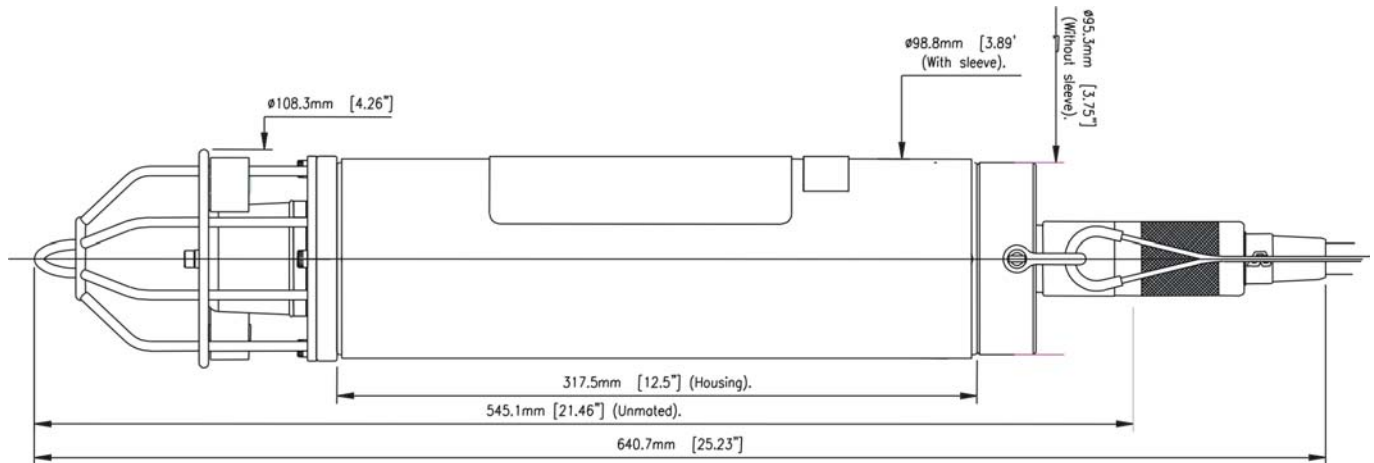 ø108.3mm [4.26"]
ø98.8mm [3.89'
(With sleeve).
ø95.3mm [3.75"]
(Without sleeve).
317.5mm [12.5"] (Housing).
545.1mm [21.46"] (Unmated).
640.7mm [25.23"]